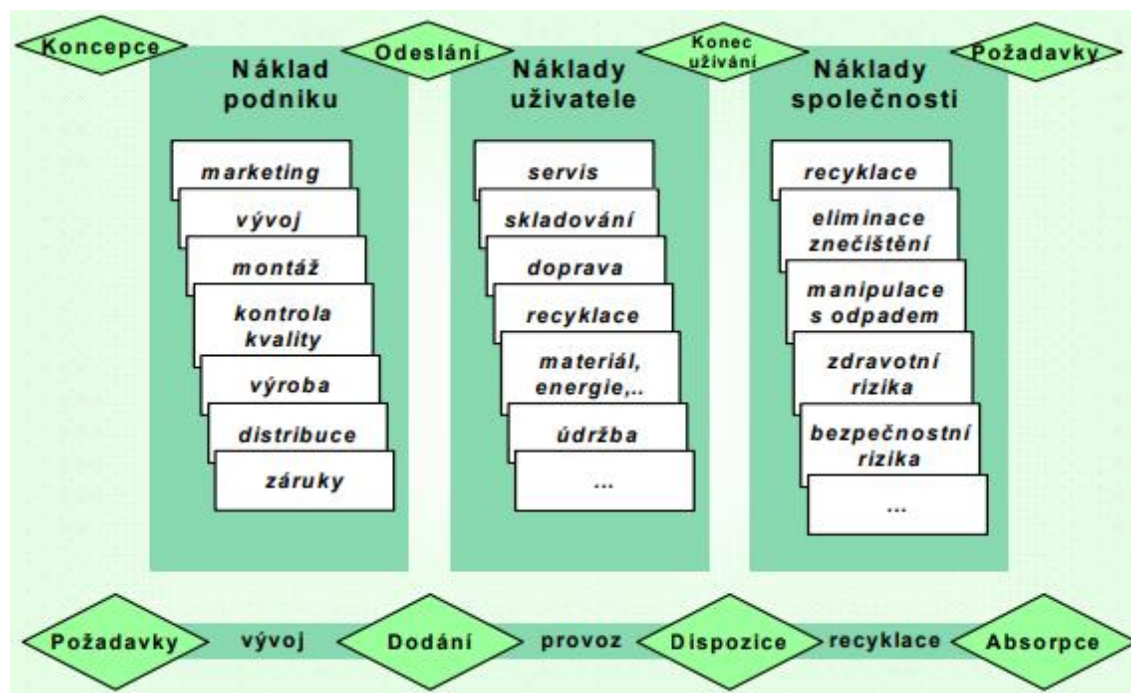 Koncepce
Odeslání
Konec
užívání
Požadavky
Náklad
podniku
marketing
vývoj
montáž
kontrola
kvality
výroba
distribuce
záruky
Náklady
uživatele
servis
skladování
doprava
recyklace
materiál,
energie,..
údržba
...
Náklady
společnosti
recyklace
eliminace
znečištění
manipulace
s odpadem
zdravotní
rizika
bezpečnostní
rizika
...
Požadavky
vývoj
Dodání
provoz
Dispozice
recyklace
Absorpce